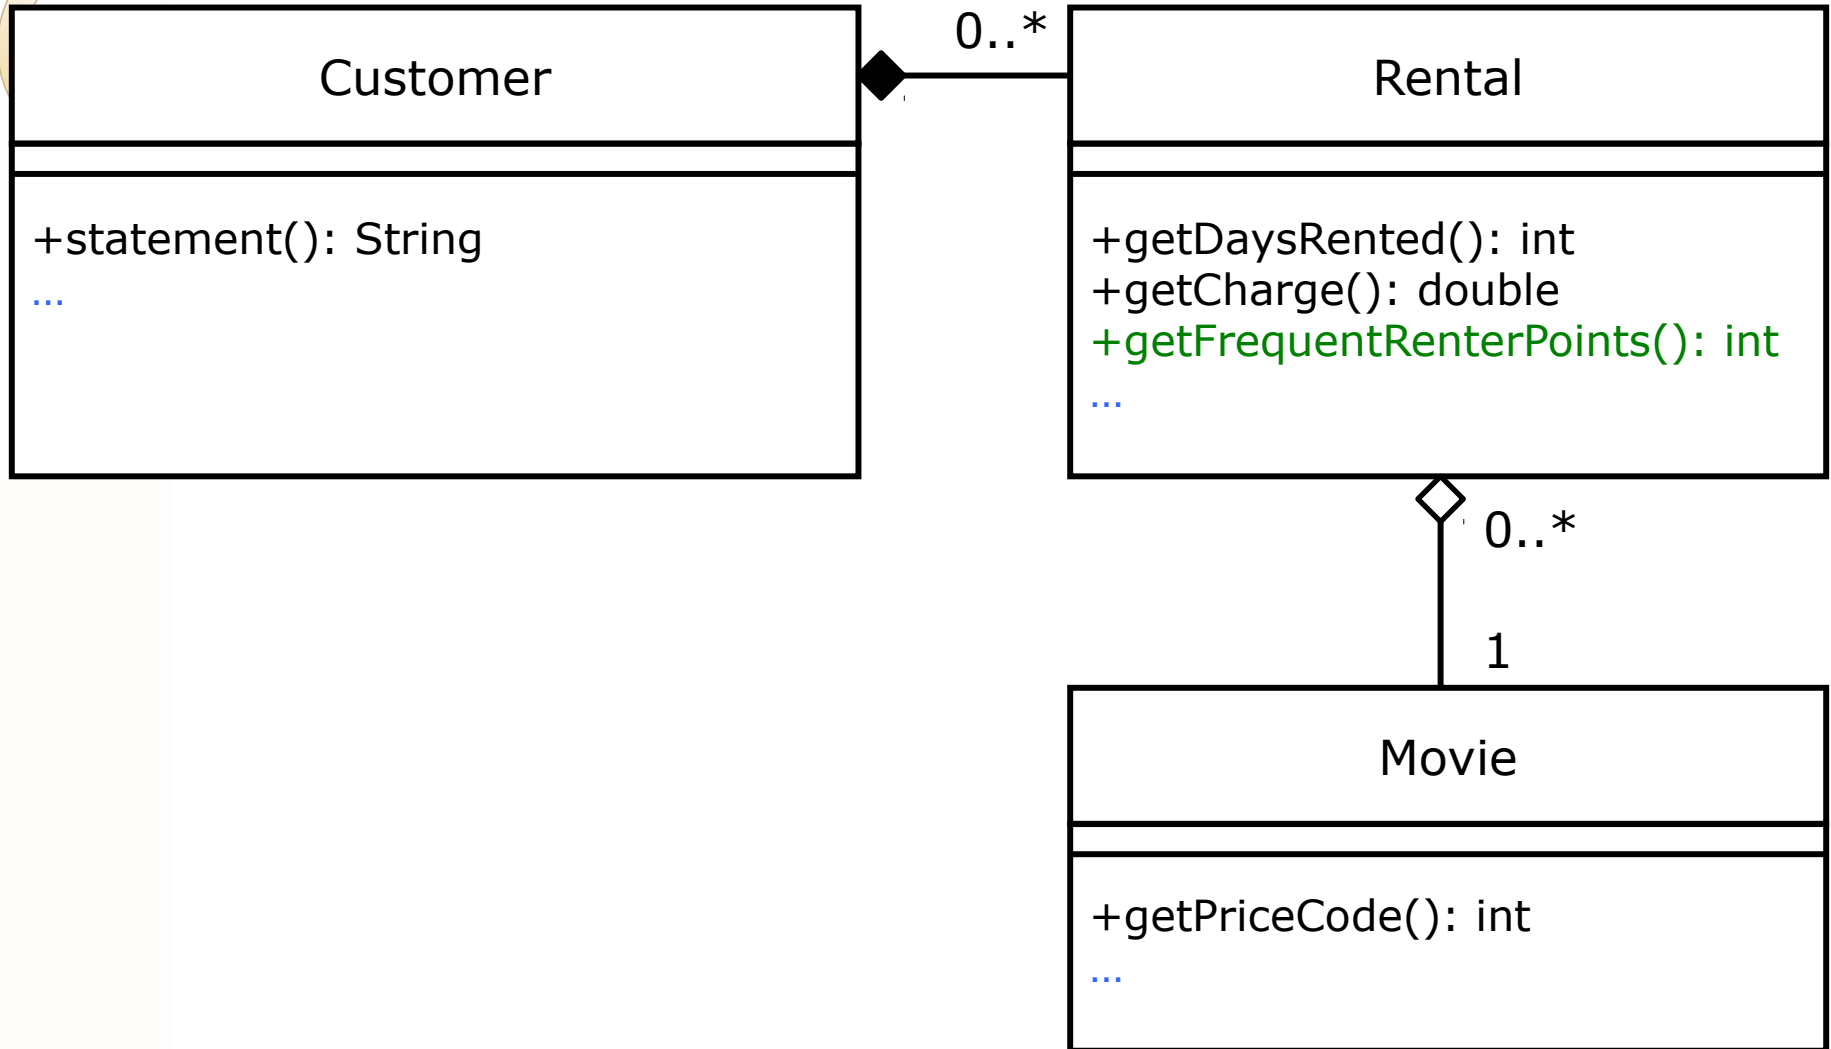 Customer
+statement(): String
...
0..*
Rental
+getDaysRented(): int
+getCharge(): double
+getFrequentRenterPoints(): int
...
0..*
1
Movie
+getPriceCode(): int
...